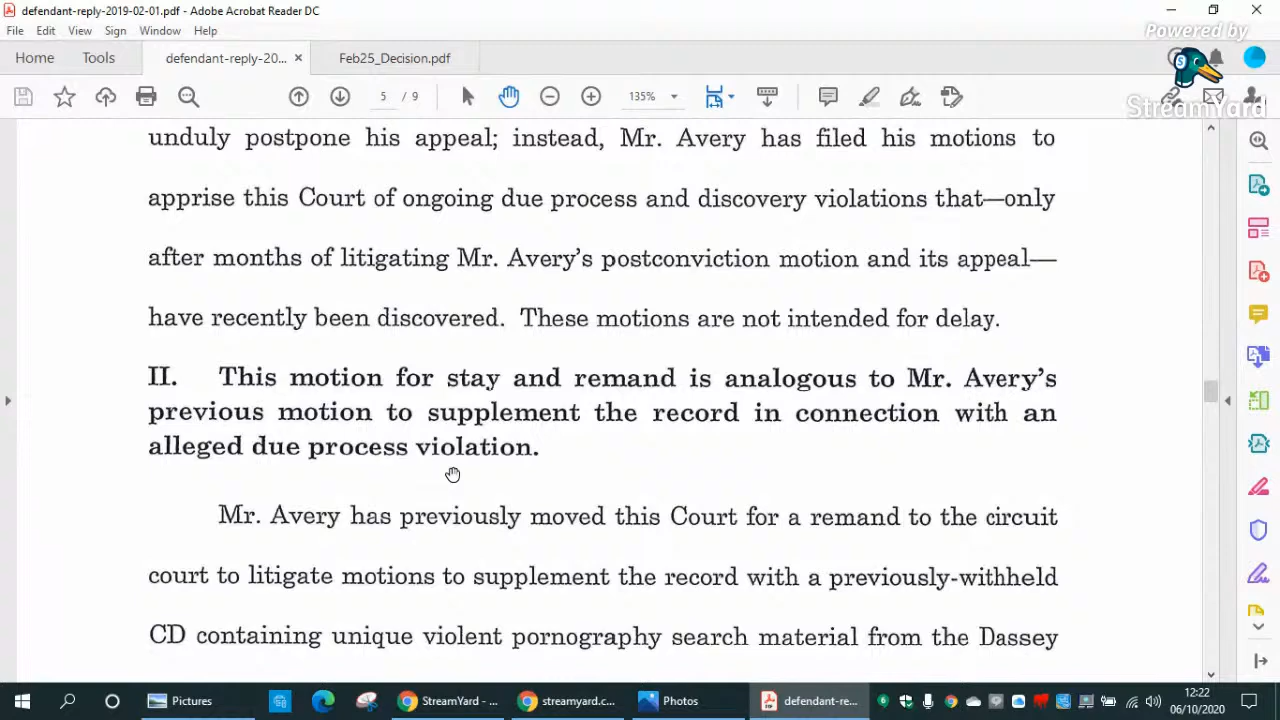 defendant-reply-2019-02-01.pdf - Adobe Acrobat Reader DC
File Edit View Sign Window Help
Powered by
Home Tools defendant-reply-20... × Feb25_Decision.pdf
5 / 9 135%
StreamYard
unduly postpone his appeal; instead, Mr. Avery has filed his motions to
apprise this Court of ongoing due process and discovery violations that—only
after months of litigating Mr. Avery's postconviction motion and its appeal—
have recently been discovered. These motions are not intended for delay.
II. This motion for stay and remand is analogous to Mr. Avery's
previous motion to supplement the record in connection with an
alleged due process violation.
Mr. Avery has previously moved this Court for a remand to the circuit
court to litigate motions to supplement the record with a previously-withheld
CD containing unique violent pornography search material from the Dassey
Pictures StreamYard - ... streamyard.c... Photos defendant-re... 12:22
06/10/2020